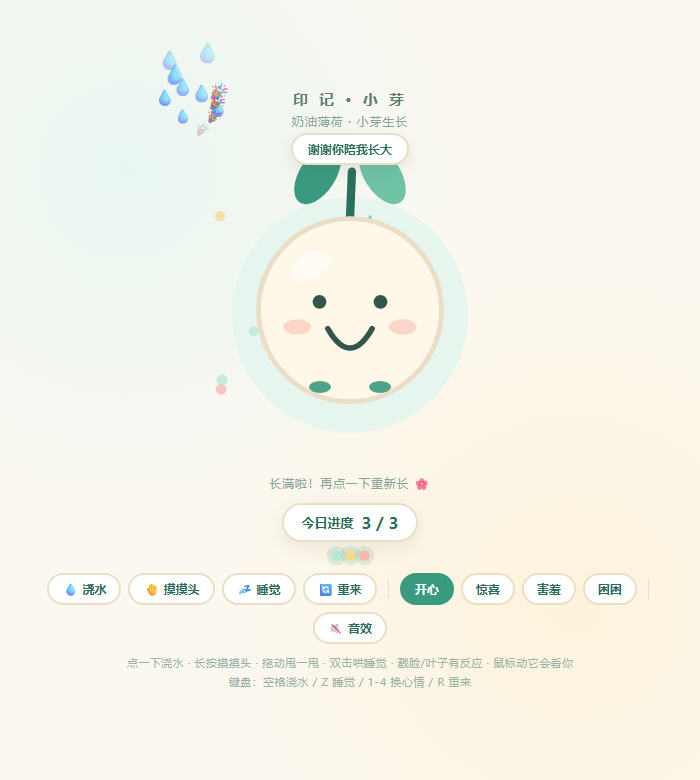 印记·小芽
奶油薄荷·小芽生长
谢谢你陪我长大
长满啦！再点一下重新长
今日进度 3 / 3
浇水 摸摸头 睡觉 重来 开心 惊喜 害羞 困困
音效
点一下浇水·长按摸摸头·拖动甩一甩·双击哄睡觉·戳脸/叶子有反应·鼠标动它会看你
键盘：空格浇水 / Z 睡觉 / 1-4 换心情 / R 重来